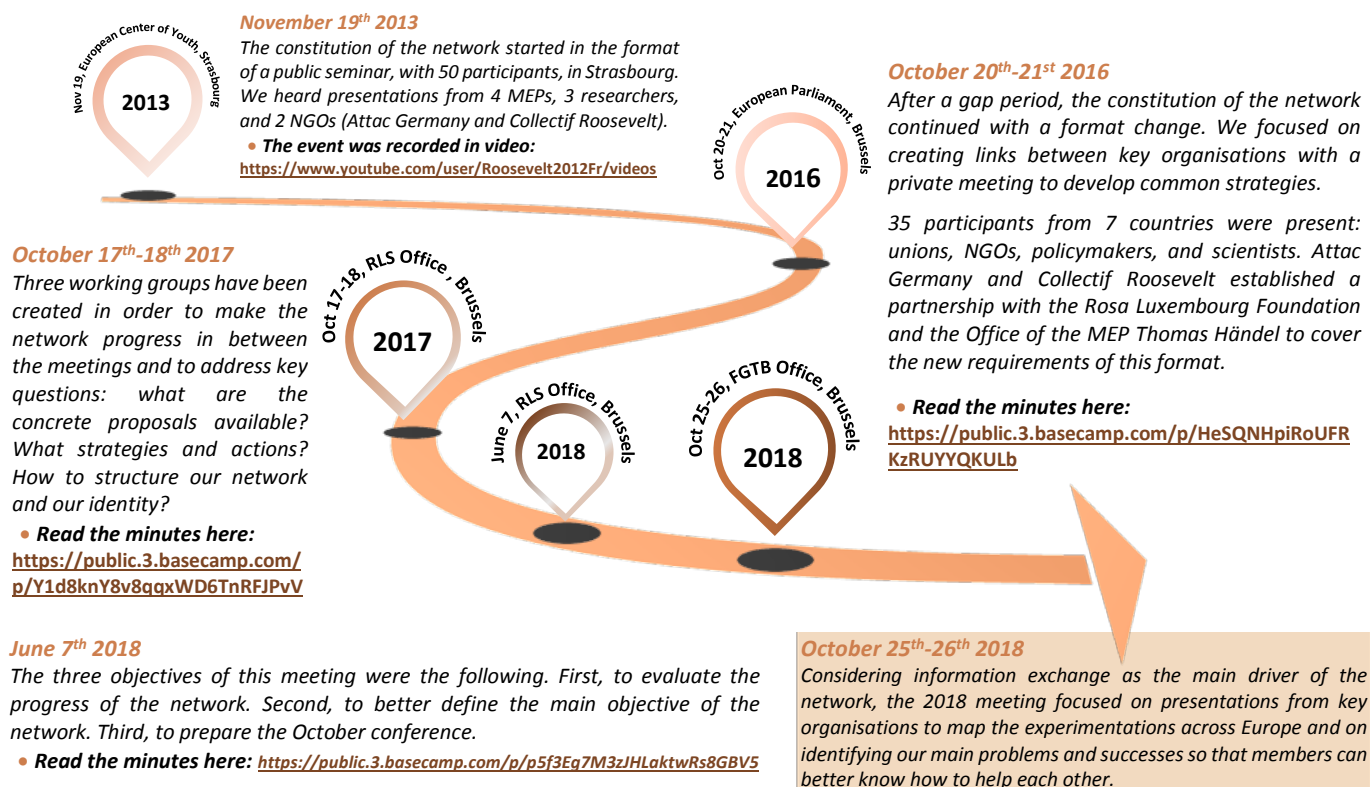 Nov 19, European Center of Youth, Strasbourg
2013
November 19th 2013
The constitution of the network started in the format
of a public seminar, with 50 participants, in Strasbourg.
We heard presentations from 4 MEPs, 3 researchers,
and 2 NGOs (Attac Germany and Collectif Roosevelt).
• The event was recorded in video:
https://www.youtube.com/user/Roosevelt2012Fr/videos
Oct 20-21, European Parliament, Brussels
2016
October 20th-21st 2016
After a gap period, the constitution of the network
continued with a format change. We focused on
creating links between key organisations with a
private meeting to develop common strategies.
35 participants from 7 countries were present:
unions, NGOs, policymakers, and scientists. Attac
Germany and Collectif Roosevelt established a
partnership with the Rosa Luxembourg Foundation
and the Office of the MEP Thomas Händel to cover
the new requirements of this format.
• Read the minutes here:
https://public.3.basecamp.com/p/HeSQNHpiRoUFR
KzRUYYQKULb
October 17th-18th 2017
Three working groups have been
created in order to make the
network progress in between
the meetings and to address key
questions: what are the
concrete proposals available?
What strategies and actions?
How to structure our network
and our identity?
• Read the minutes here:
https://public.3.basecamp.com/
p/Y1d8knY8v8qqxWD6TnRFJPvV
Oct 17-18, RLS Office , Brussels
2017
June 7, RLS Office, Brussels
2018
Oct 25-26, FGTB Office, Brussels
2018
June 7th 2018
The three objectives of this meeting were the following. First, to evaluate the
progress of the network. Second, to better define the main objective of the
network. Third, to prepare the October conference.
• Read the minutes here: https://public.3.basecamp.com/p/p5f3Eg7M3zJHLaktwRs8GBV5
October 25th-26th 2018
Considering information exchange as the main driver of the
network, the 2018 meeting focused on presentations from key
organisations to map the experimentations across Europe and on
identifying our main problems and successes so that members can
better know how to help each other.